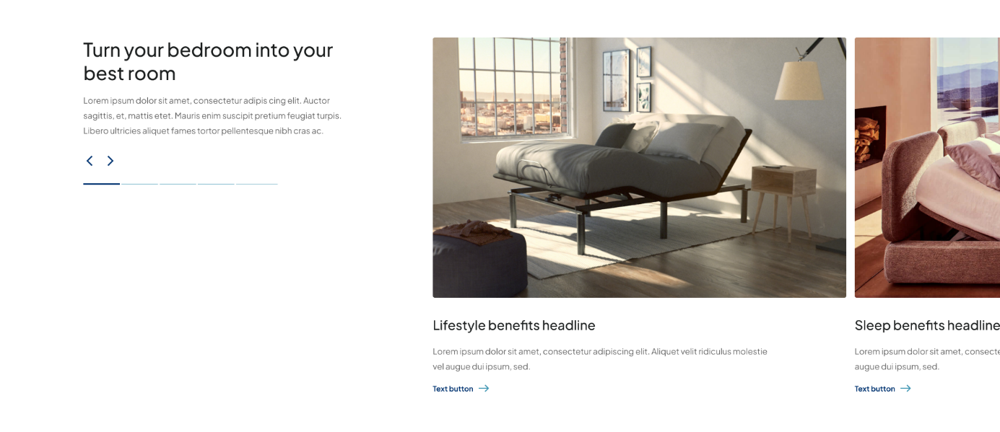 Turn your bedroom into your
best room
Lorem ipsum dolor sit amet, consectetur adipis cing elit. Auctor
sagittis, et, mattis etet. Mauris enim suscipit pretium feugiat turpis.
Libero ultricies aliquet fames tortor pellentesque nibh cras ac.
Lifestyle benefits headline
Lorem ipsum dolor sit amet, consectetur adipiscing elit. Aliquet velit ridiculus molestie
vel augue dui ipsum, sed.
Text button
Sleep benefits headline
Lorem ipsum dolor sit amet,
augue dui ipsum, sed.
Text button